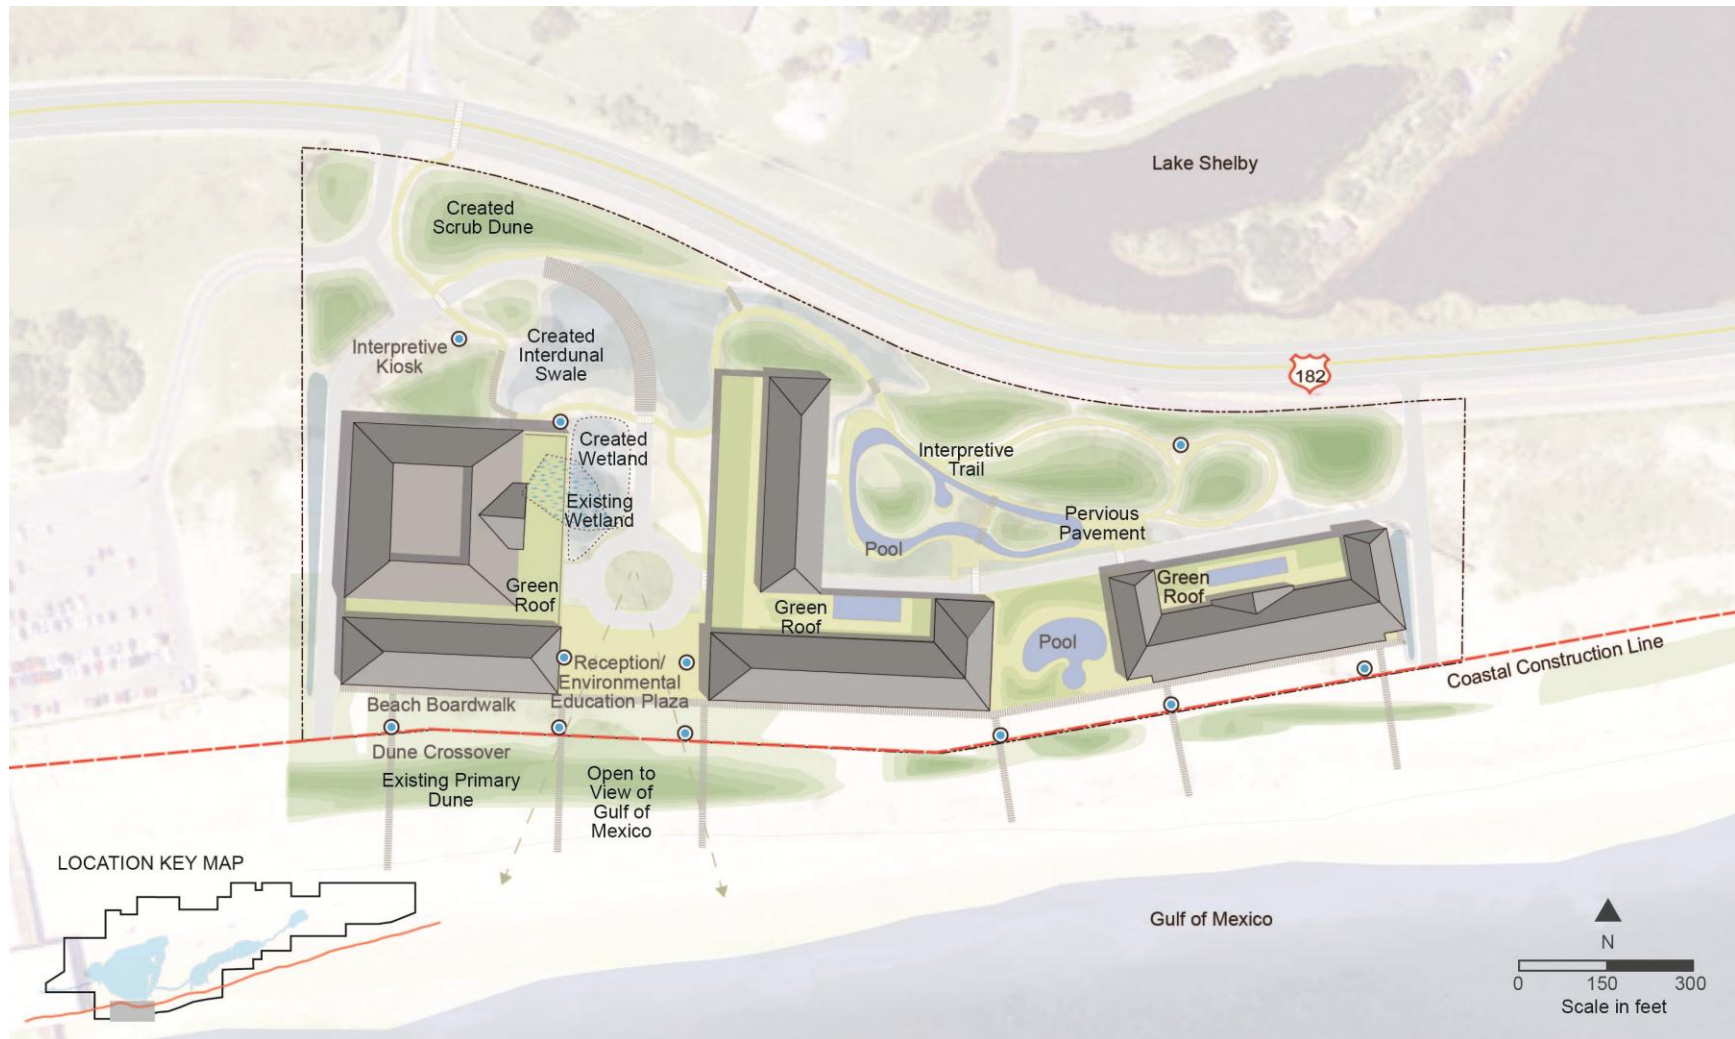 Lake Shelby
Created
Scrub Dune
Created
Interdunal
Swale
Interpretive
Kiosk
182
Created
Wetland
Interpretive
Trail
Existing
Wetland
Pervious
Pavement
Pool
Green
Roof
Green
Roof
Green
Roof
Pool
Reception/
Environmental
Education Plaza
Coastal Construction Line
Beach Boardwalk
Dune Crossover
Existing Primary
Dune
Open to
View of
Gulf of
Mexico
LOCATION KEY MAP
Gulf of Mexico
N
0 150 300
Scale in feet